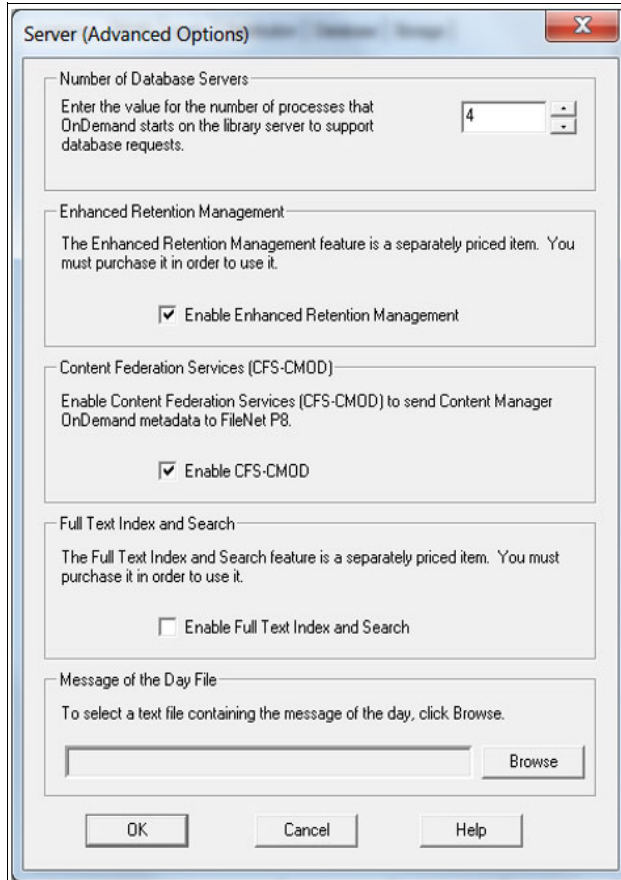 Server (Advanced Options)
Number of Database Servers
Enter the value for the number of processes that
OnDemand starts on the library server to support
database requests.
4
Enhanced Retention Management
The Enhanced Retention Management feature is a separately priced item. You
must purchase it in order to use it.
Enable Enhanced Retention Management
Content Federation Services (CFS-CMOD)
Enable Content Federation Services (CFS-CMOD) to send Content Manager
OnDemand metadata to FileNet P8.
Enable CFS-CMOD
Full Text Index and Search
The Full Text Index and Search feature is a separately priced item. You must
purchase it in order to use it.
Enable Full Text Index and Search
Message of the Day File
To select a text file containing the message of the day, click Browse.
Browse
OK Cancel Help